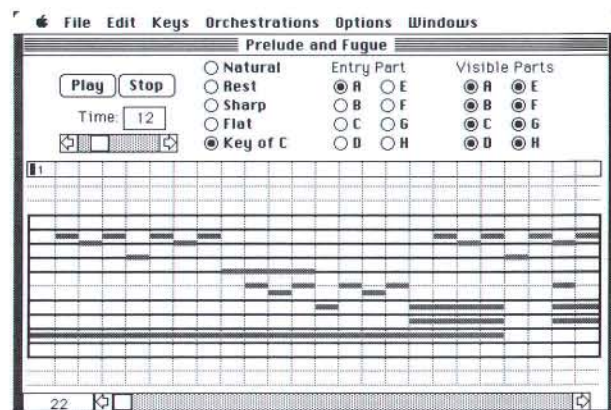 File Edit Keys Orchestrations Options Windows
Prelude and Fugue
Play Stop
Time: 12
Natural
Rest
Sharp
Flat
Key of C
Entry Part
A E
B F
C G
D H
Visible Parts
A E
B F
C G
D H
1
22